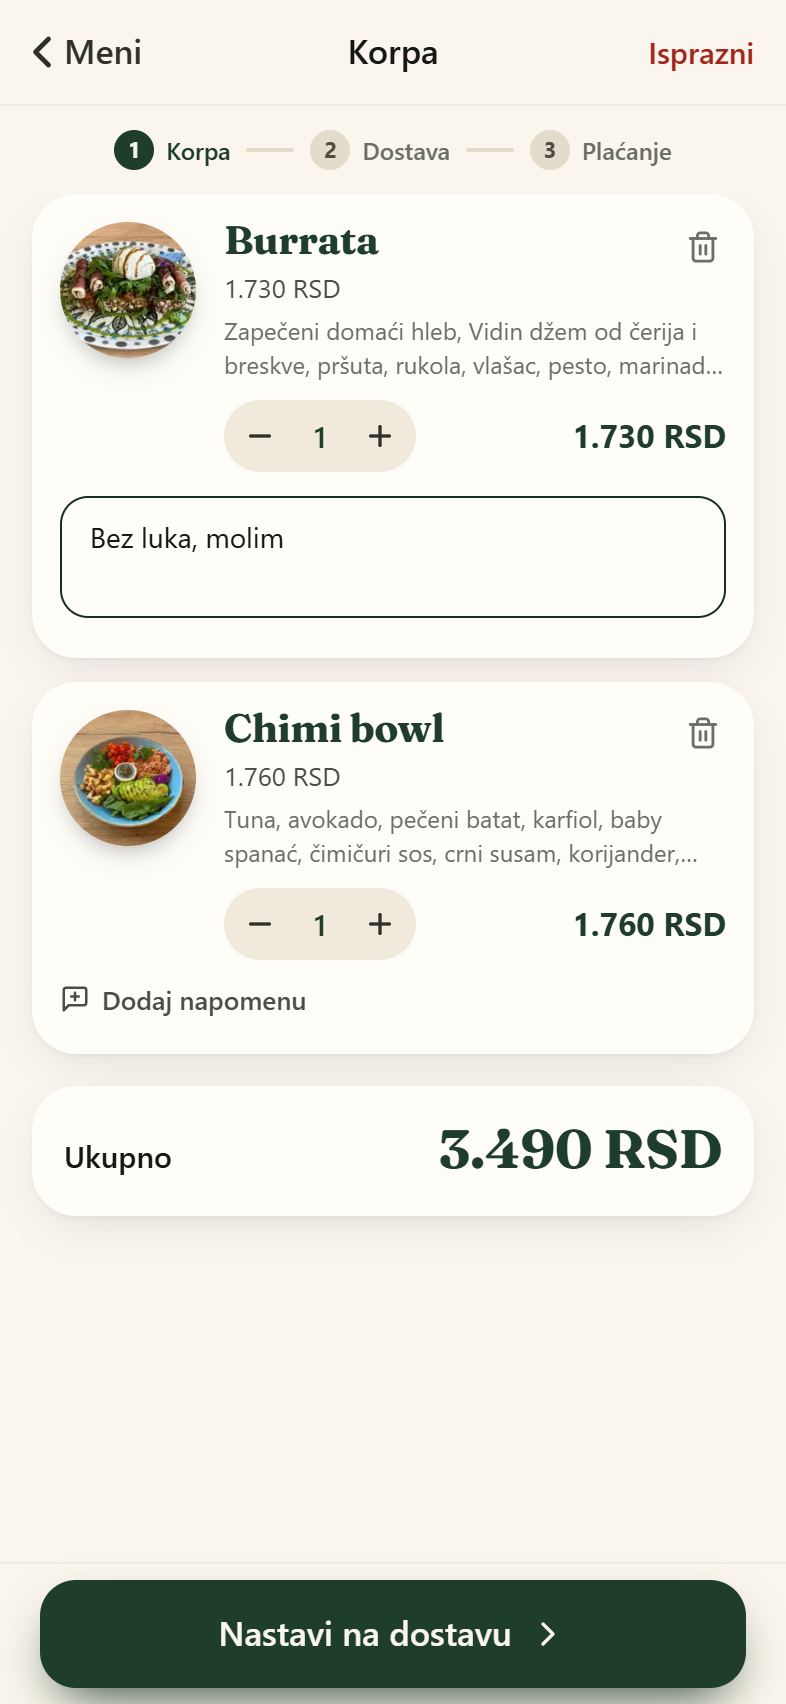 Meni
Korpa
Isprazni
1 Korpa
2 Dostava
3 Plaćanje
Burrata
1.730 RSD
Zapečeni domaći hleb, Vidin džem od čerija i
breskve, pršuta, rukola, vlašac, pesto, marinad...
1
1.730 RSD
Bez luka, molim
Chimi bowl
1.760 RSD
Tuna, avokado, pečeni batat, karfiol, baby
spanać, čimičuri sos, crni susam, korijander,...
1
1.760 RSD
Dodaj napomenu
Ukupno
3.490 RSD
Nastavi na dostavu